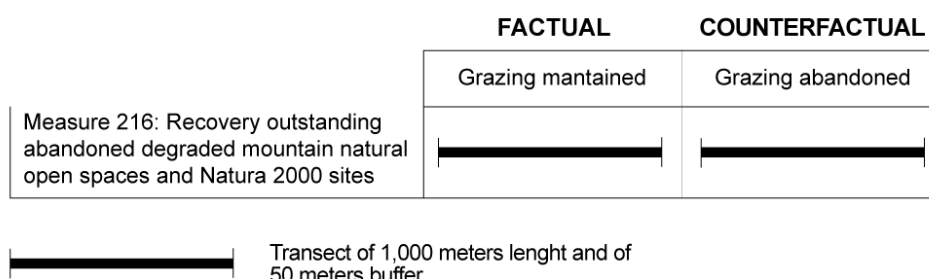 FACTUAL COUNTERFACTUAL
Grazing mantained Grazing abandoned
Measure 216: Recovery outstanding
abandoned degraded mountain natural
open spaces and Natura 2000 sites
Transect of 1,000 meters lenght and of
50 meters buffer